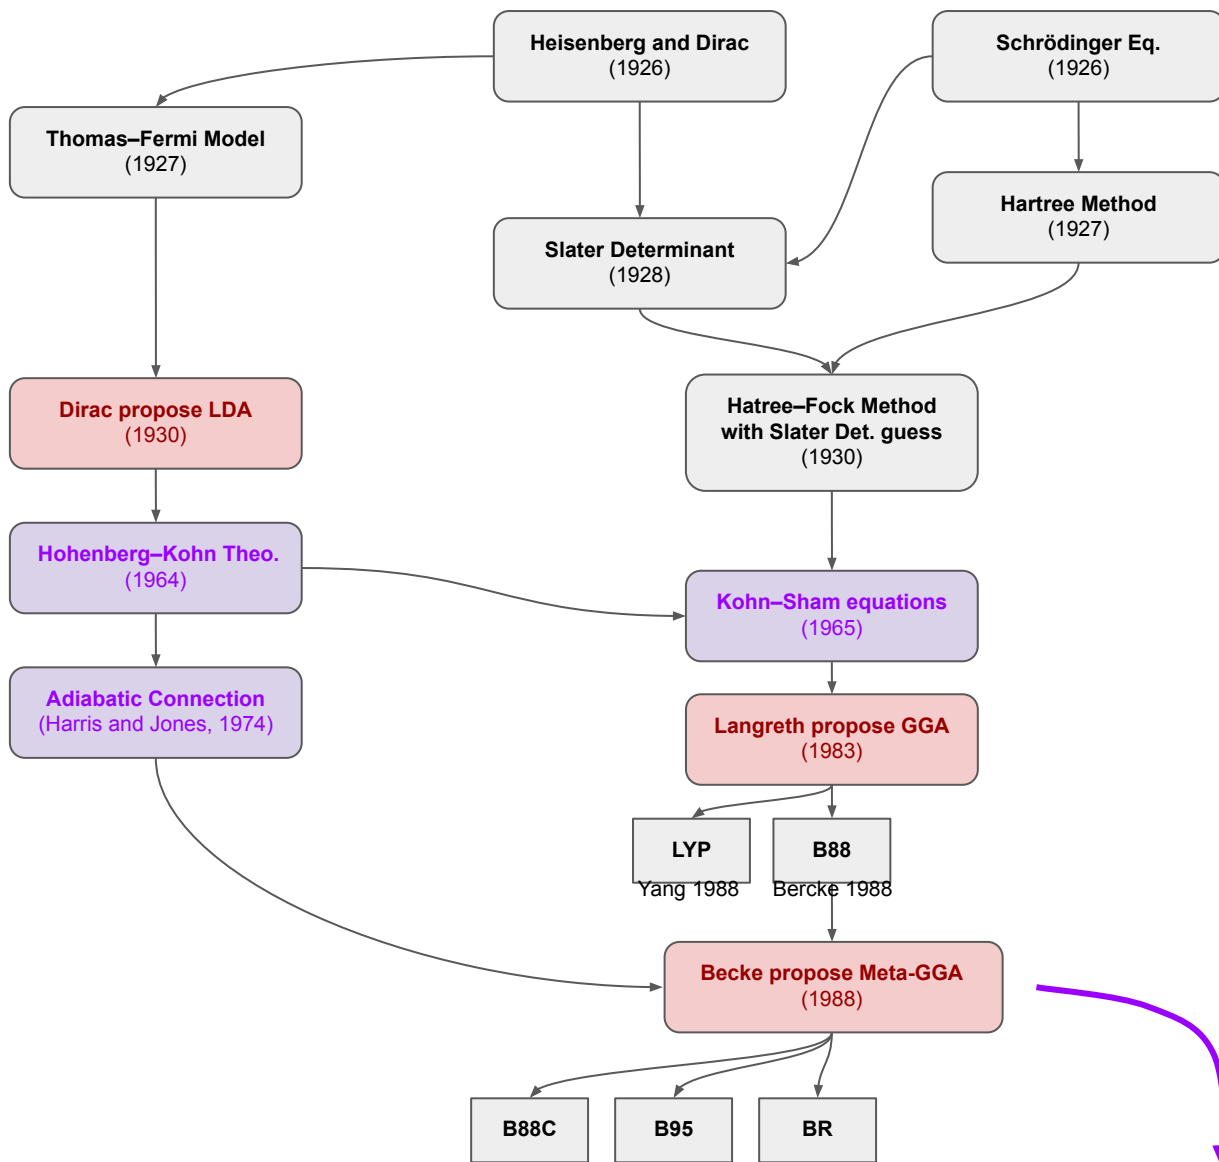 Heisenberg and Dirac
(1926)
Schrödinger Eq.
(1926)
Thomas–Fermi Model
(1927)
Hartree Method
(1927)
Slater Determinant
(1928)
Dirac propose LDA
(1930)
Hatree–Fock Method
with Slater Det. guess
(1930)
Hohenberg–Kohn Theo.
(1964)
Kohn–Sham equations
(1965)
Adiabatic Connection
(Harris and Jones, 1974)
Langreth propose GGA
(1983)
LYP
Yang 1988
B88
Bercke 1988
Becke propose Meta-GGA
(1988)
B88C
B95
BR